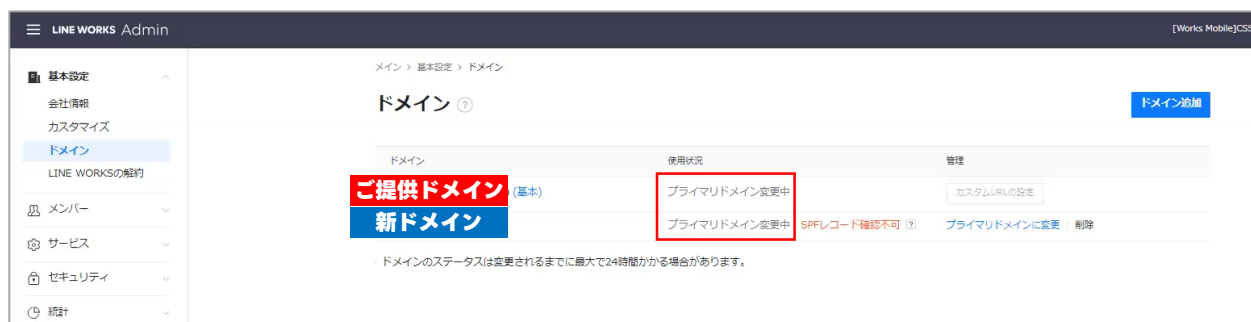 LINE WORKS Admin
[Works Mobile]CSS
基本設定
会社情報
カスタマイズ
ドメイン
LINE WORKSの解約
メンバー
サービス
セキュリティ
統計
メイン > 基本設定 > ドメイン
ドメイン ?
ドメイン追加
ドメイン 使用状況 管理
ご提供ドメイン (基本) プライマリドメイン変更中 カスタムURLの設定
新ドメイン プライマリドメイン変更中 SPFレコード確認不可 ? プライマリドメインに変更 | 削除
· ドメインのステータスは変更されるまでに最大で24時間かかる場合があります。